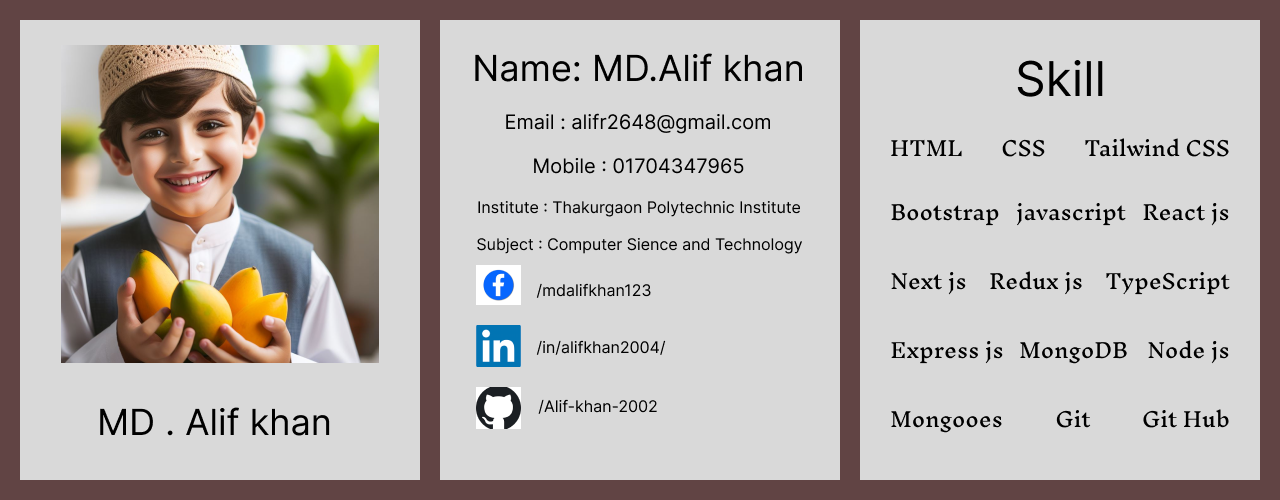 MD . Alif khan
Name: MD.Alif khan
Email : alifr2648@gmail.com
Mobile : 01704347965
Institute : Thakurgaon Polytechnic Institute
Subject : Computer Sience and Technology
/mdalifkhan123
in
/in/alifkhan2004/
/Alif-khan-2002
Skill
HTML CSS Tailwind CSS
Bootstrap javascript React js
Next js Redux js TypeScript
Express js MongoDB Node js
Mongooes Git Git Hub